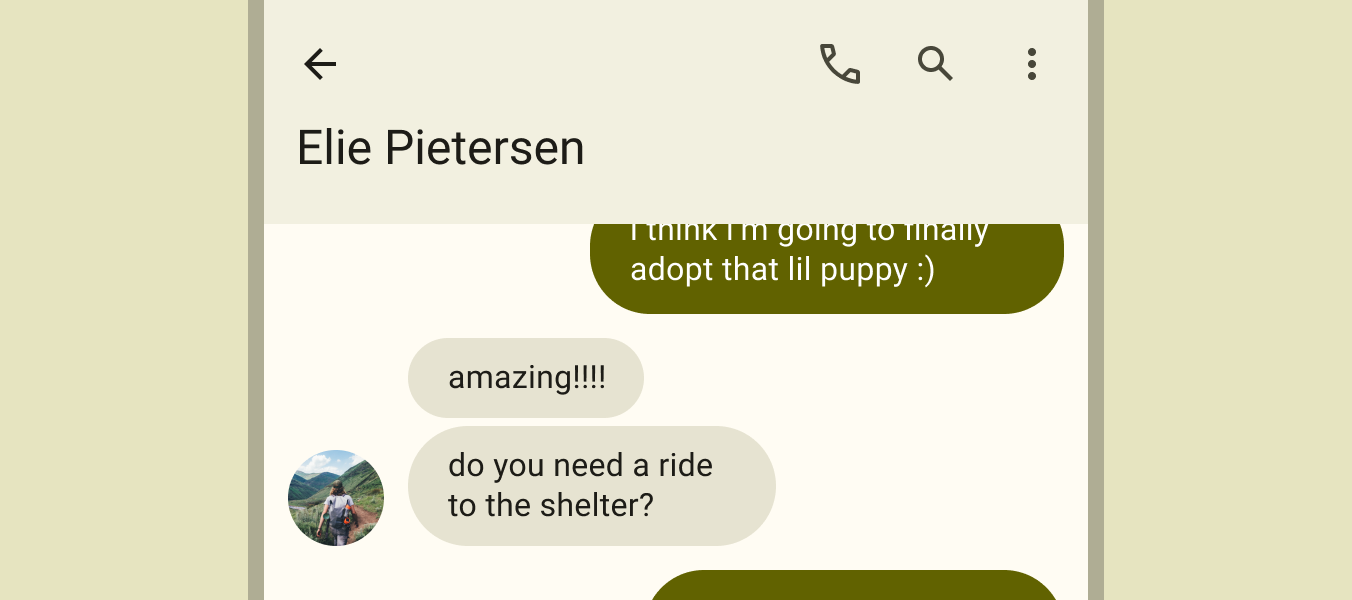 Elie Pietersen
I think I'm going to finally
adopt that lil puppy :)
amazing!!!!
do you need a ride
to the shelter?